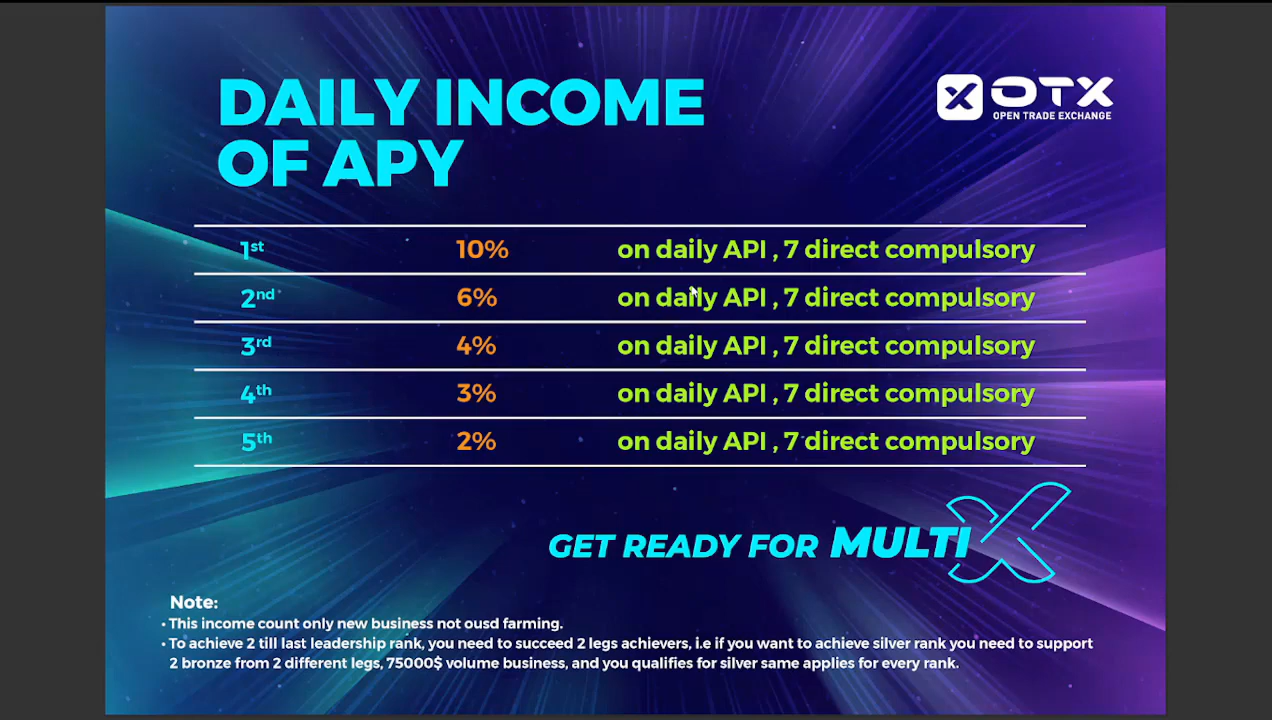 DAILY INCOME
OF APY
OTX
OPEN TRADE EXCHANGE
1st 10% on daily API , 7 direct compulsory
2nd 6% on daily API , 7 direct compulsory
3rd 4% on daily API , 7 direct compulsory
4th 3% on daily API , 7 direct compulsory
5th 2% on daily API , 7 direct compulsory
GET READY FOR MULTIX
Note:
• This income count only new business not ousd farming.
• To achieve 2 till last leadership rank, you need to succeed 2 legs achievers, i.e if you want to achieve silver rank you need to support
2 bronze from 2 different legs, 75000$ volume business, and you qualifies for silver same applies for every rank.